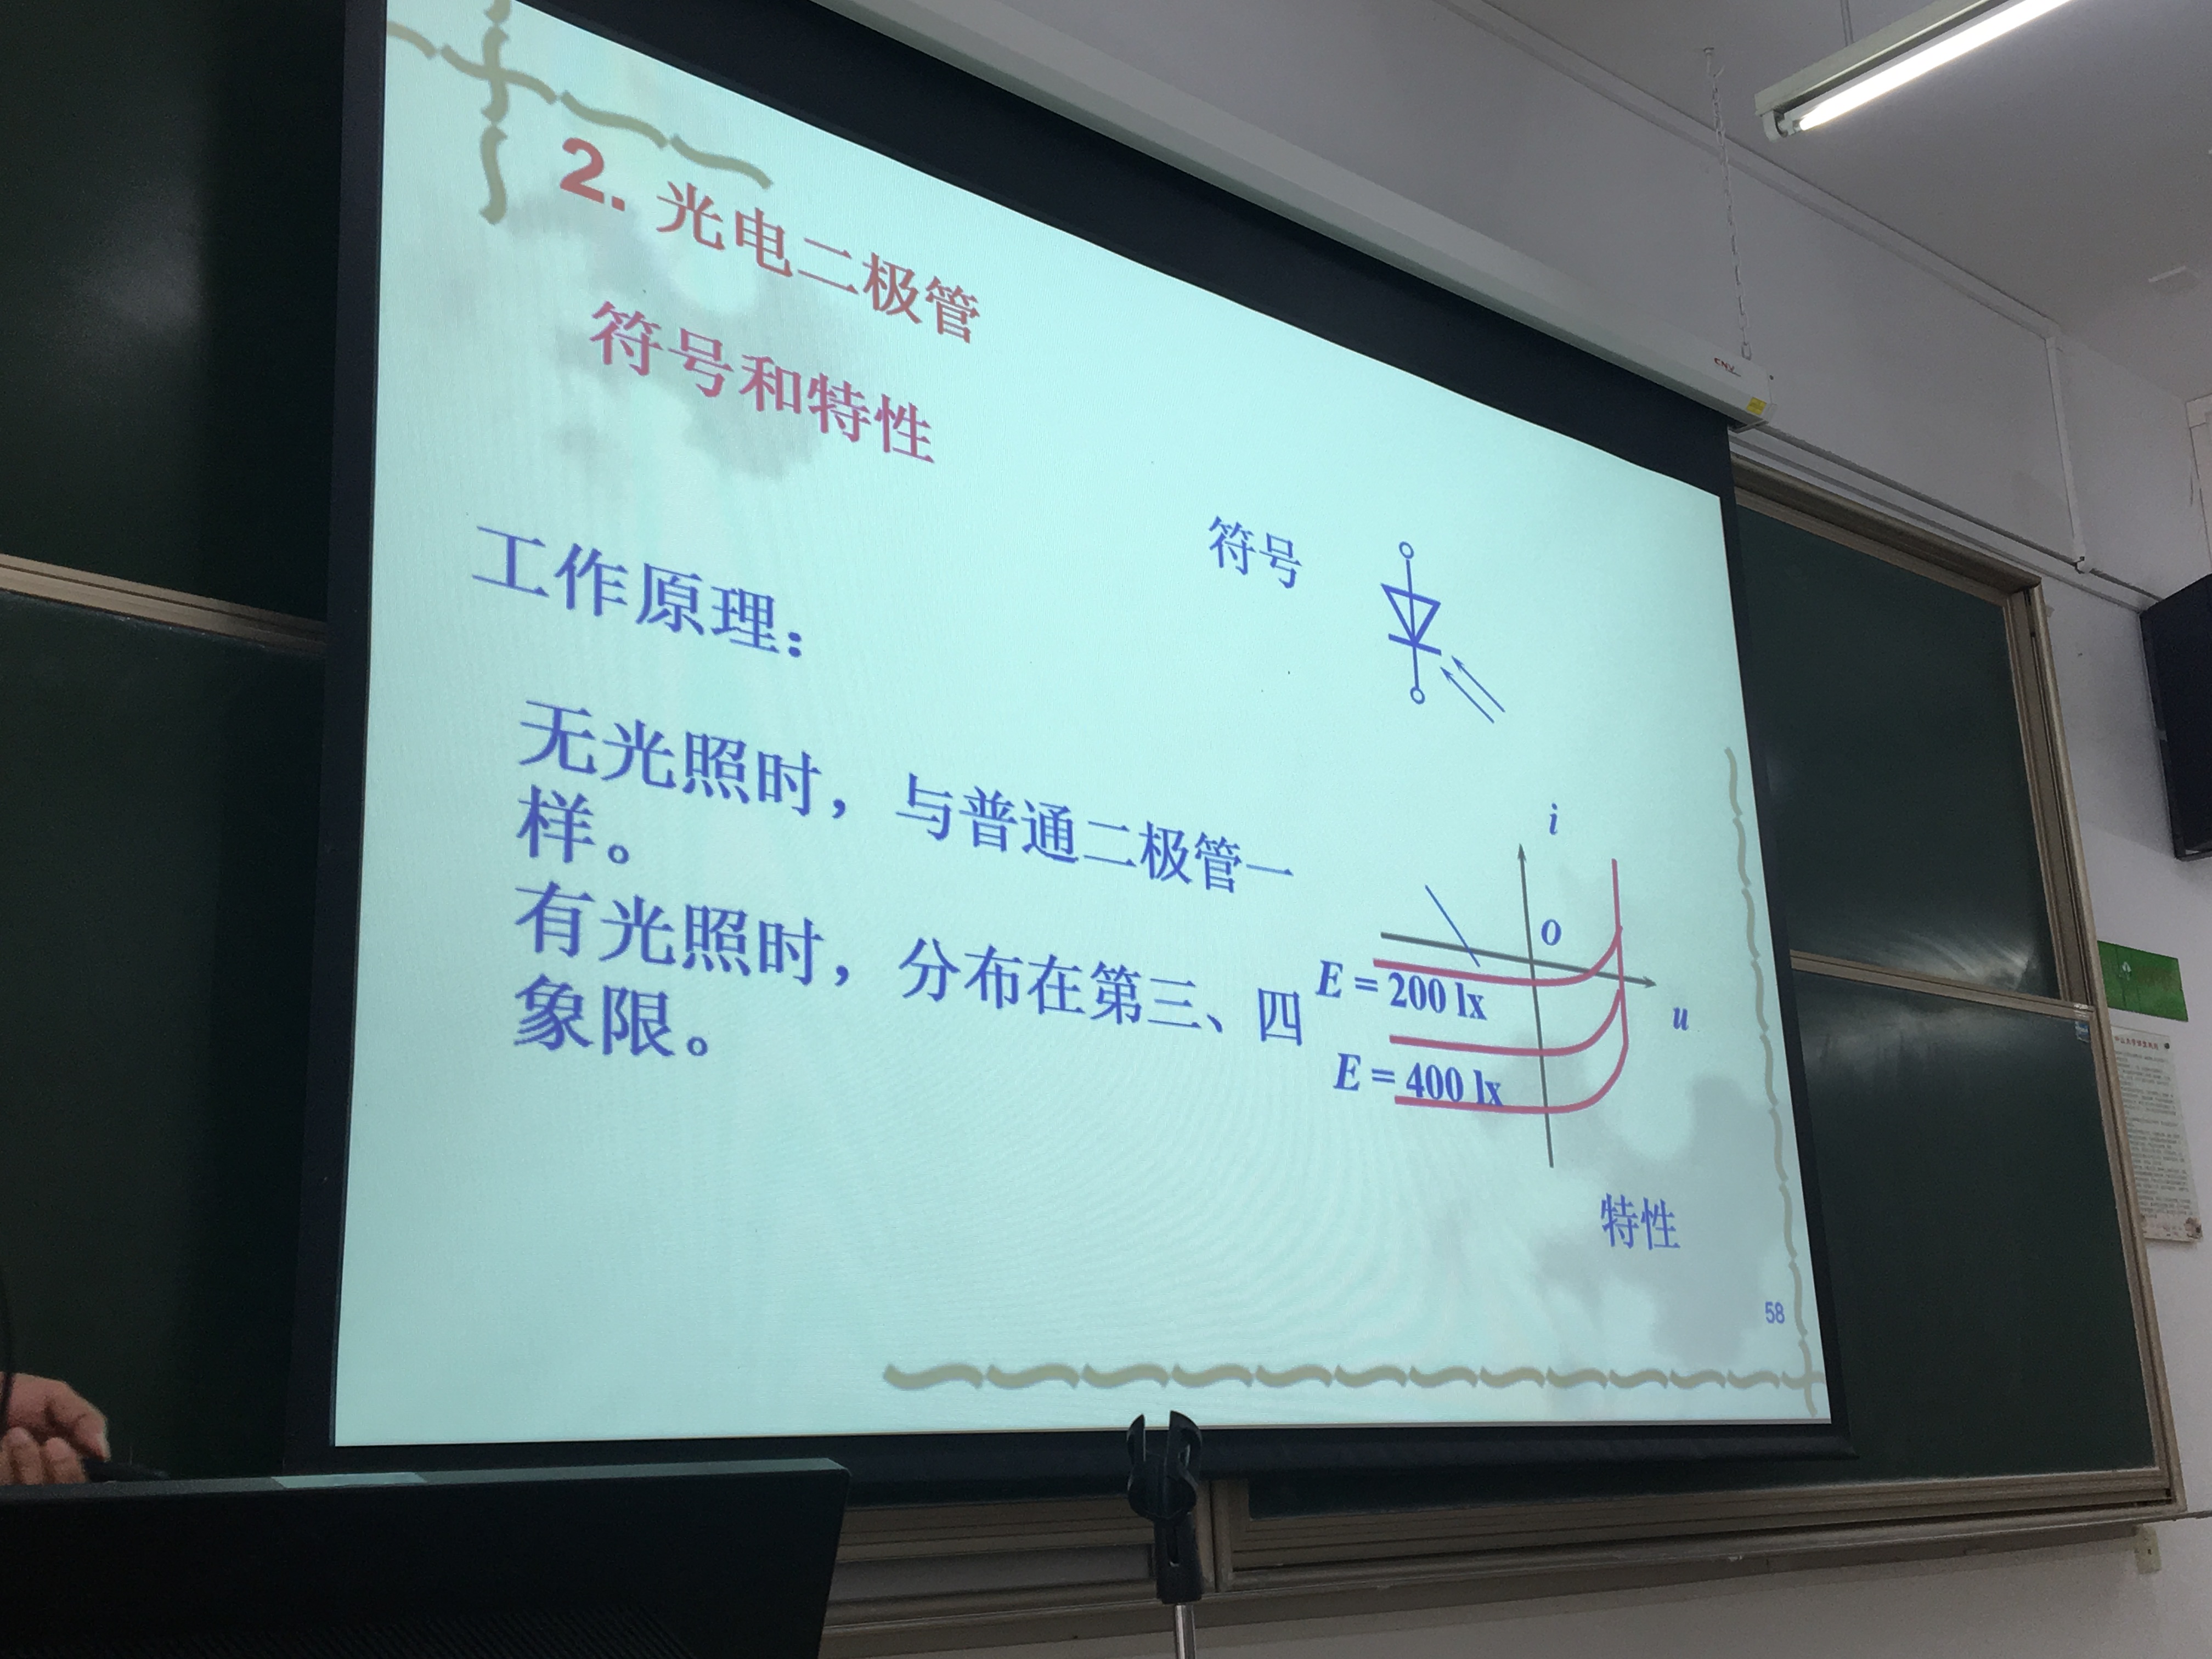 2. 光电二极管
符号和特性
工作原理：
符号
无光照时，与普通二极管一
样。
有光照时，分布在第三、四
象限。
i
O
u
E = 200 lx
E = 400 lx
特性
58